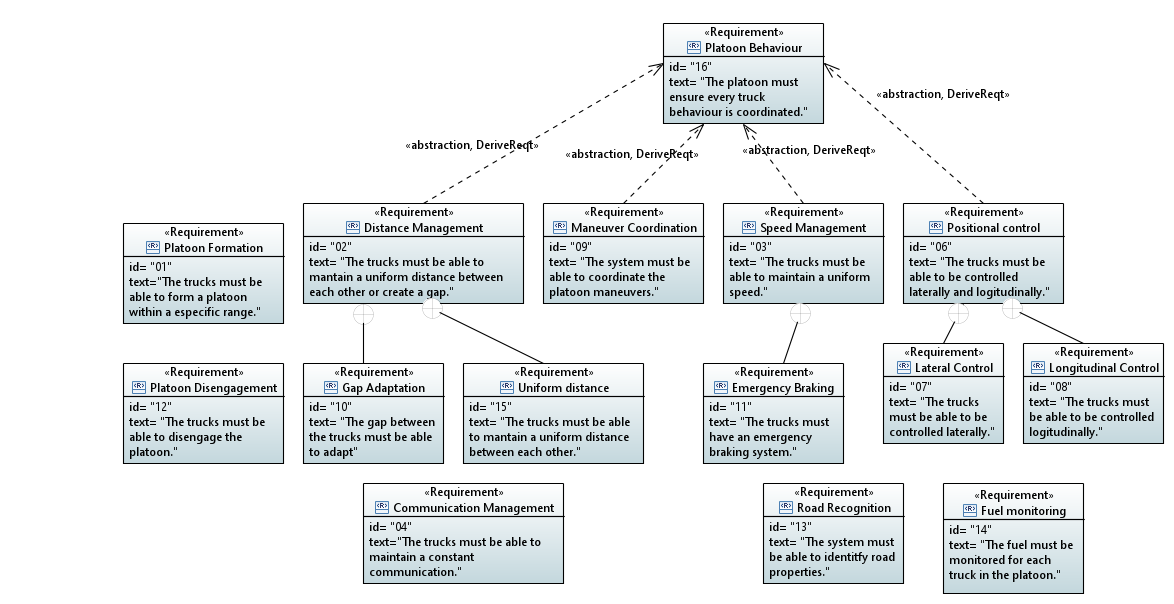 «Requirement»
Platoon Behaviour
id= "16"
text= "The platoon must
ensure every truck
behaviour is coordinated."
«abstraction, DeriveReqt»
«abstraction, DeriveReqt»
«abstraction, DeriveReqt»
«abstraction, DeriveReqt»
«Requirement»
Platoon Formation
id= "01"
text="The trucks must be
able to form a platoon
within a especific range."
«Requirement»
Distance Management
id= "02"
text= "The trucks must be able to
mantain a uniform distance between
each other or create a gap."
«Requirement»
Maneuver Coordination
id= "09"
text= "The system must be
able to coordinate the
platoon maneuvers."
«Requirement»
Speed Management
id= "03"
text= "The trucks must be
able to maintain a uniform
speed."
«Requirement»
Positional control
id= "06"
text= "The trucks must be
able to be controlled
laterally and logitudinally."
«Requirement»
Platoon Disengagement
id= "12"
text= "The trucks must be
able to disengage the
platoon."
«Requirement»
Gap Adaptation
id= "10"
text= "The gap between
the trucks must be able
to adapt"
«Requirement»
Uniform distance
id= "15"
text= "The trucks must be able
to mantain a uniform distance
between each other."
«Requirement»
Emergency Braking
id= "11"
text= "The trucks must
have an emergency
braking system."
«Requirement»
Lateral Control
id= "07"
text= "The trucks
must be able to be
controlled laterally."
«Requirement»
Longitudinal Control
id= "08"
text= "The trucks must
be able to be controlled
logitudinally."
«Requirement»
Communication Management
id= "04"
text="The trucks must be able to
maintain a constant
communication."
«Requirement»
Road Recognition
id= "13"
text= "The system must
be able to identitfy road
properties."
«Requirement»
Fuel monitoring
id= "14"
text= "The fuel must be
monitored for each
truck in the platoon."